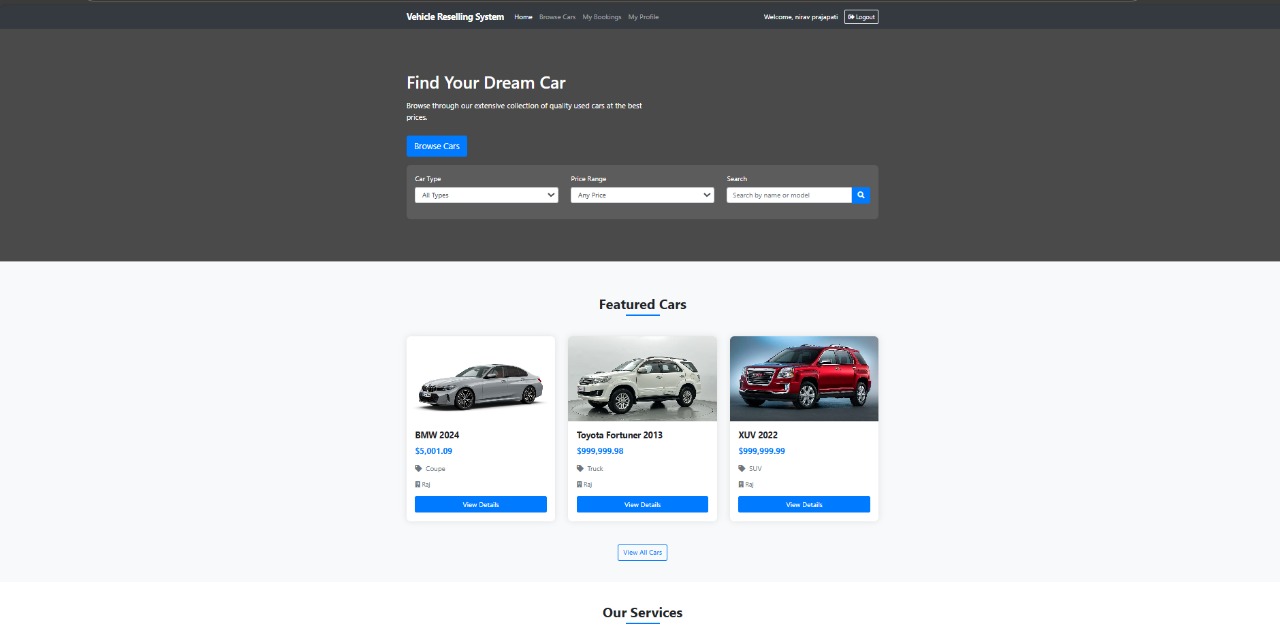 Vehicle Reselling System Home Browse Cars My Bookings My Profile Welcome, nirav prajapati Logout
Find Your Dream Car
Browse through our extensive collection of quality used cars at the best
prices.
Browse Cars
Car Type Price Range Search
All Types Any Price Search by name or model
Featured Cars
BMW 2024
$5,001.09
Coupe
Raj
View Details
Toyota Fortuner 2013
$999,999.98
Truck
Raj
View Details
XUV 2022
$999,999.99
SUV
Raj
View Details
View All Cars
Our Services